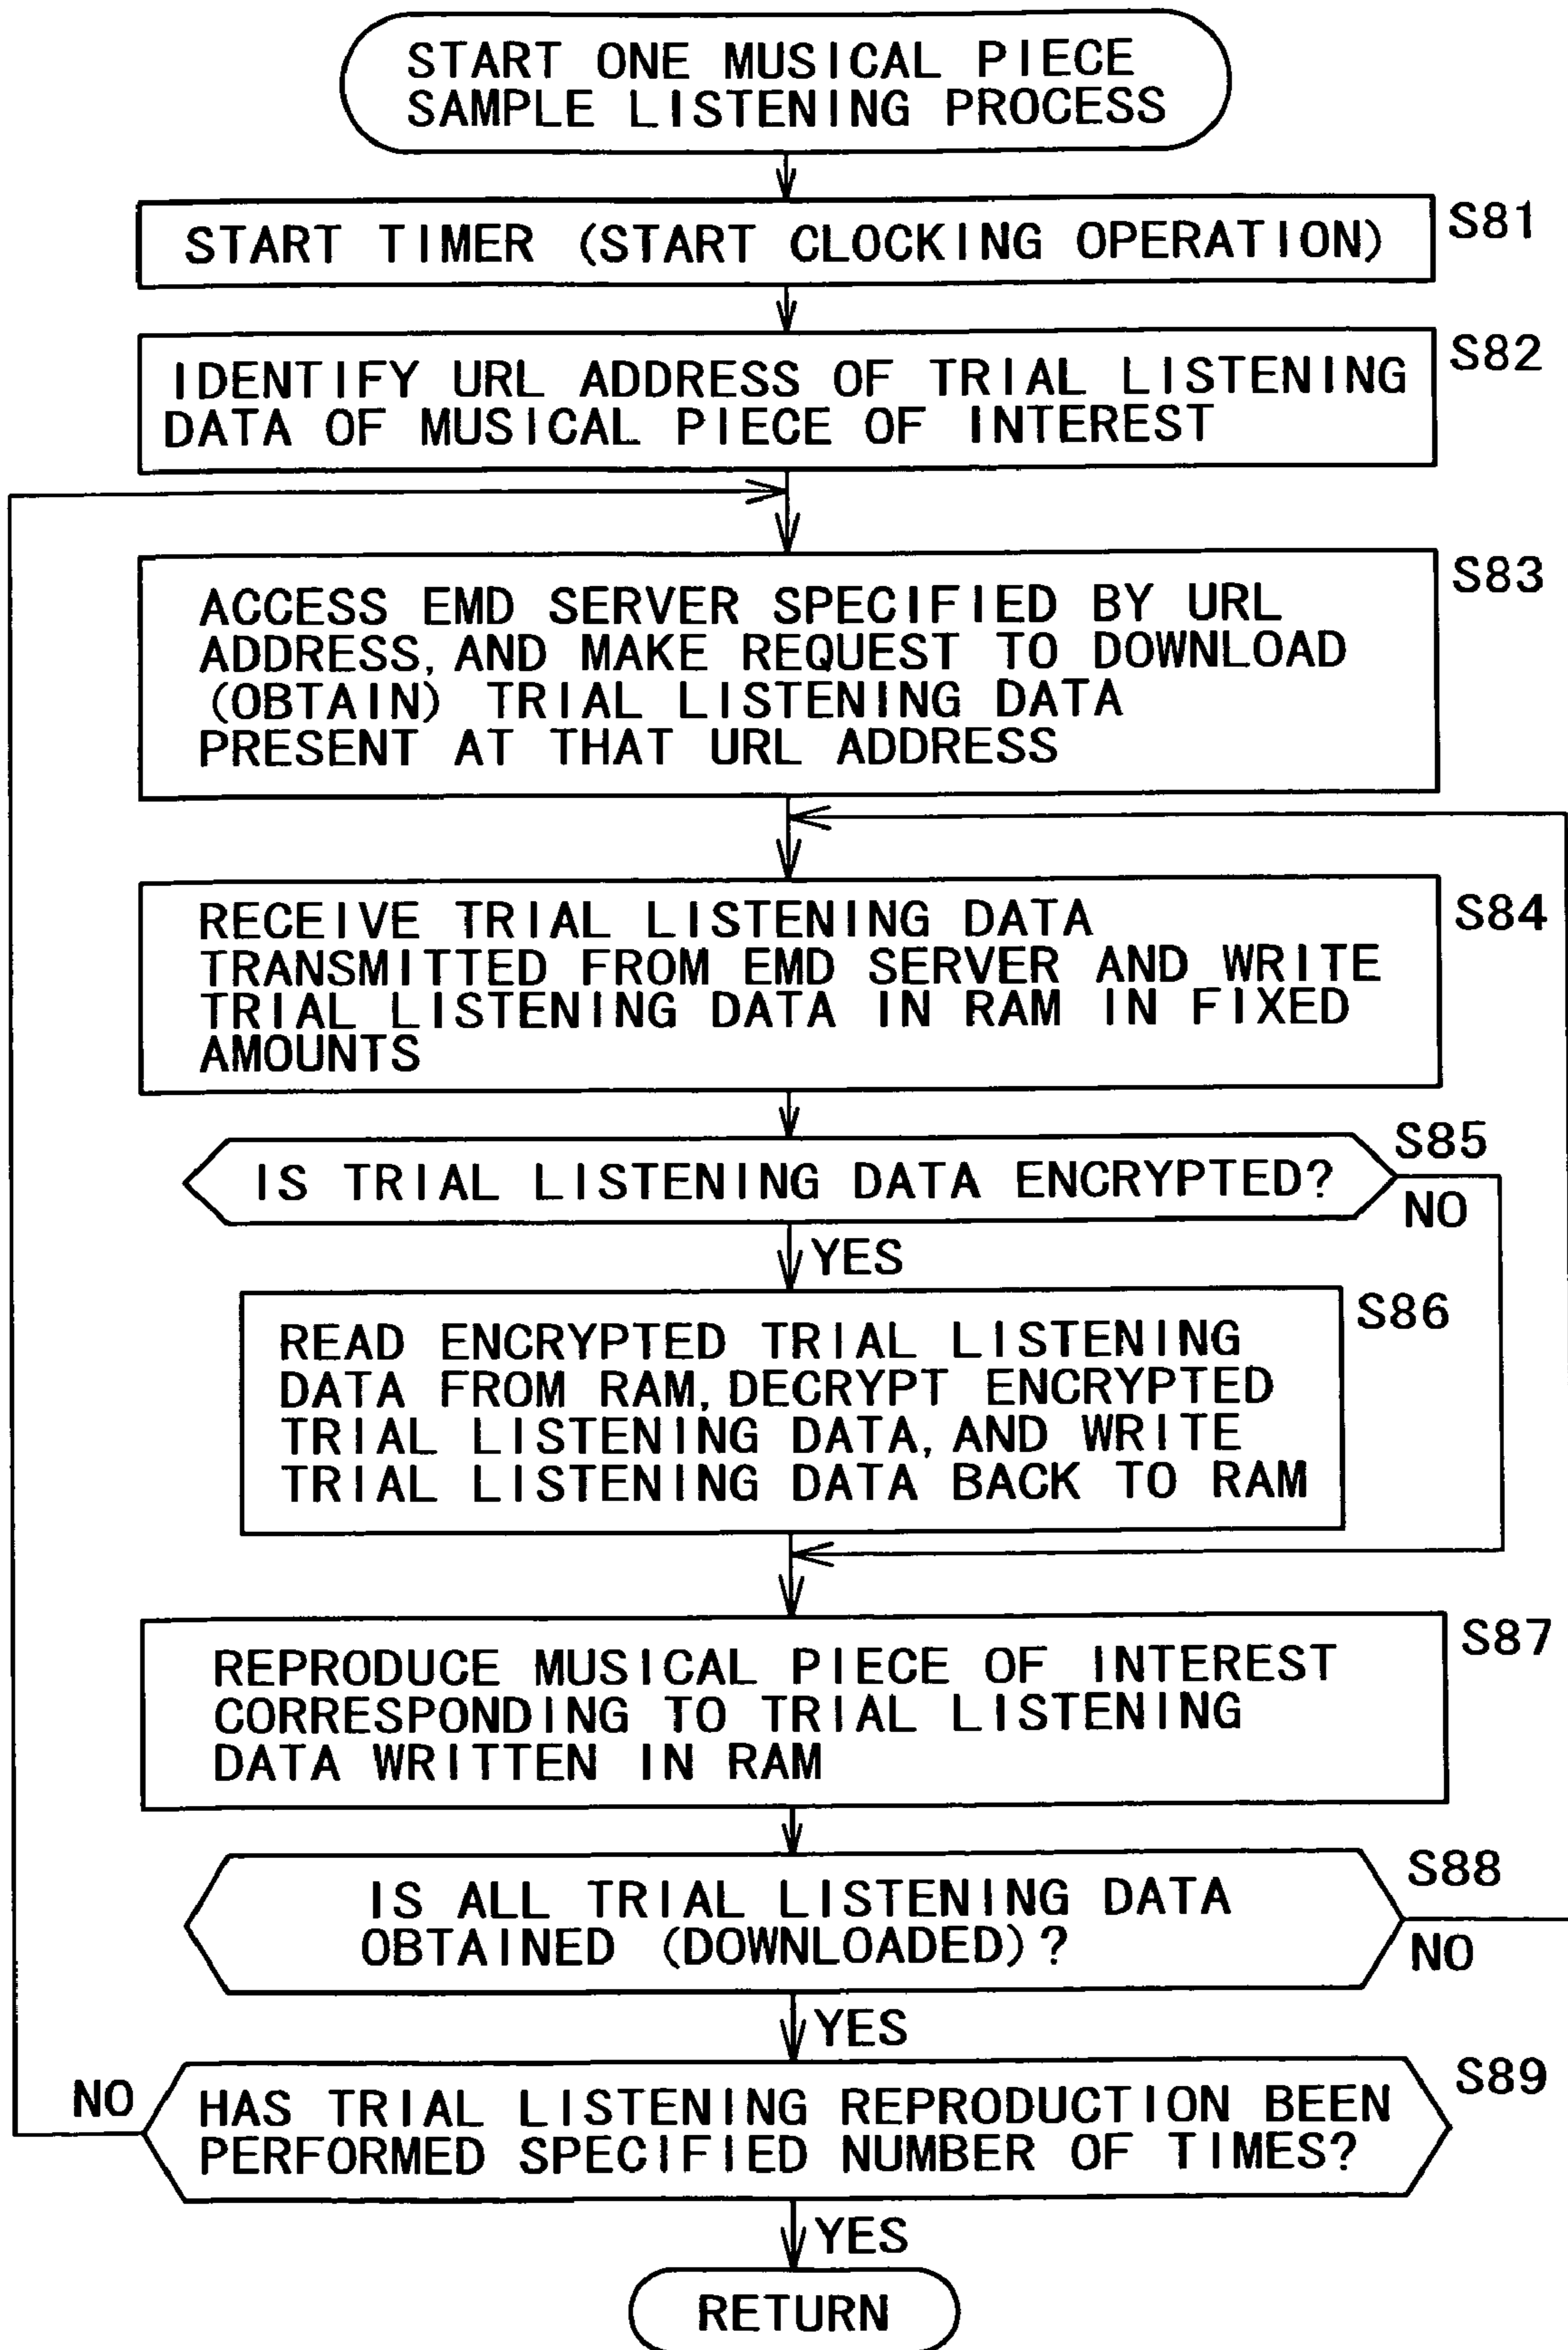 START ONE MUSICAL PIECE
SAMPLE LISTENING PROCESS
START TIMER (START CLOCKING OPERATION)
S81
IDENTIFY URL ADDRESS OF TRIAL LISTENING
DATA OF MUSICAL PIECE OF INTEREST
S82
ACCESS EMD SERVER SPECIFIED BY URL
ADDRESS, AND MAKE REQUEST TO DOWNLOAD
(OBTAIN) TRIAL LISTENING DATA
PRESENT AT THAT URL ADDRESS
S83
RECEIVE TRIAL LISTENING DATA
TRANSMITTED FROM EMD SERVER AND WRITE
TRIAL LISTENING DATA IN RAM IN FIXED
AMOUNTS
S84
IS TRIAL LISTENING DATA ENCRYPTED?
S85
NO
YES
READ ENCRYPTED TRIAL LISTENING
DATA FROM RAM, DECRYPT ENCRYPTED
TRIAL LISTENING DATA, AND WRITE
TRIAL LISTENING DATA BACK TO RAM
S86
REPRODUCE MUSICAL PIECE OF INTEREST
CORRESPONDING TO TRIAL LISTENING
DATA WRITTEN IN RAM
S87
IS ALL TRIAL LISTENING DATA
OBTAINED (DOWNLOADED)?
S88
NO
YES
NO
HAS TRIAL LISTENING REPRODUCTION BEEN
PERFORMED SPECIFIED NUMBER OF TIMES?
S89
YES
RETURN